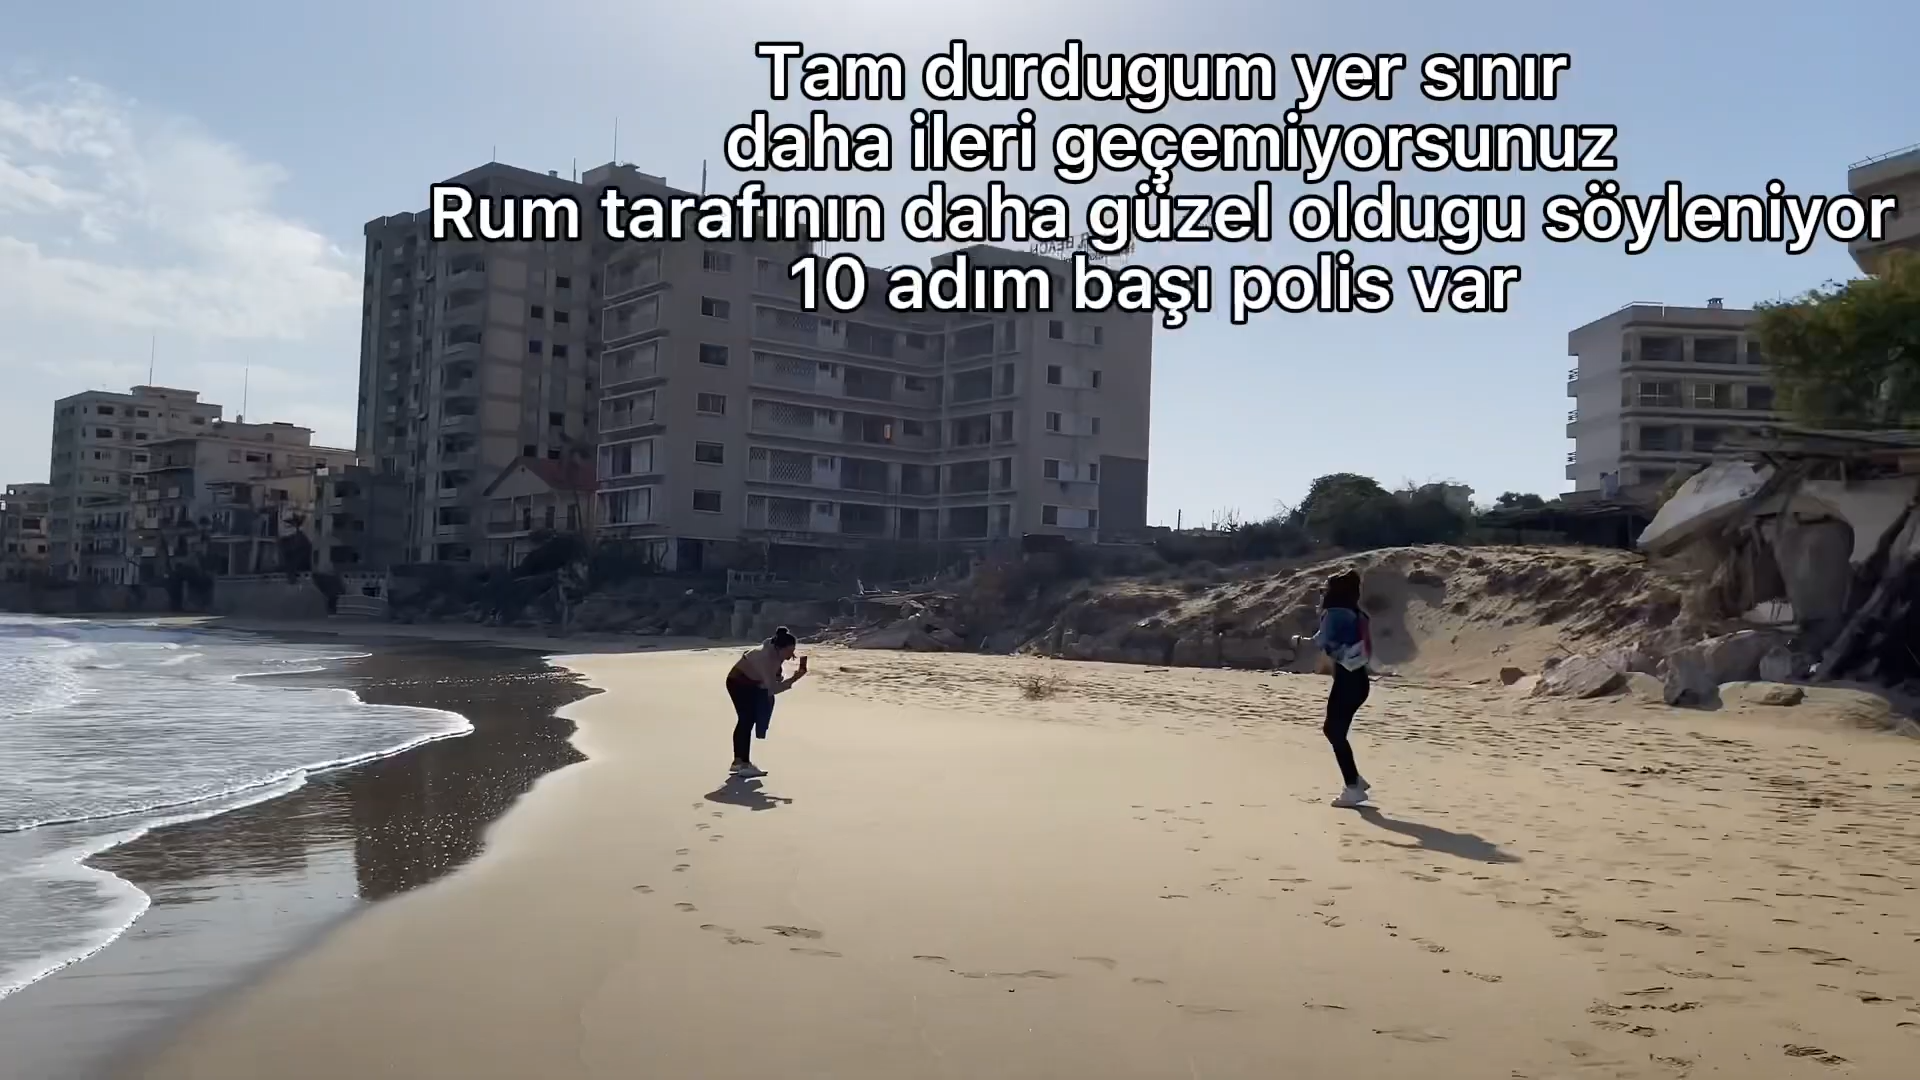 Tam durdugum yer sınır
daha ileri geçemiyorsunuz
Rum tarafının daha güzel oldugu söyleniyor
10 adım başı polis var